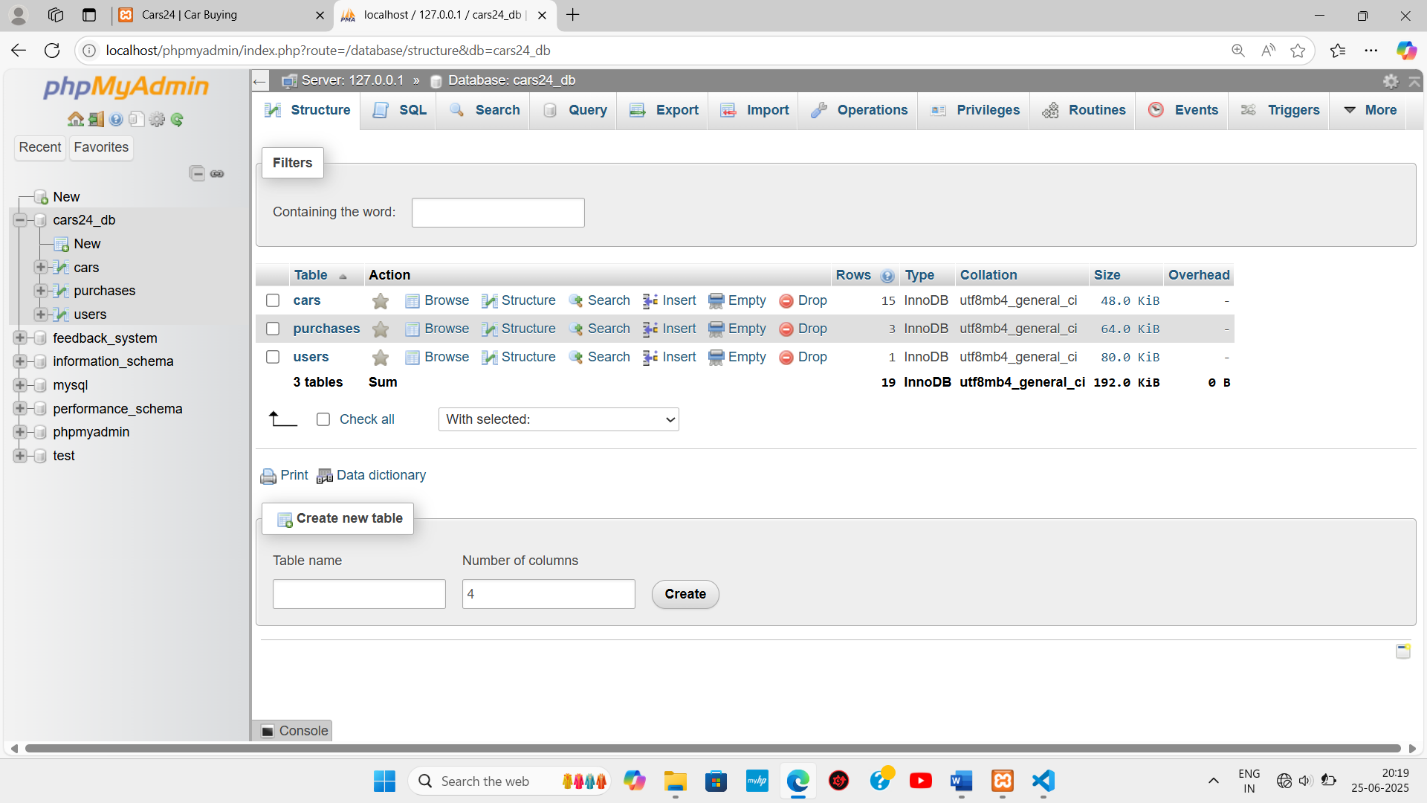 Cars24 | Car Buying
localhost / 127.0.0.1 / cars24_db |
localhost/phpmyadmin/index.php?route=/database/structure&db=cars24_db
phpMyAdmin
Recent Favorites
New
cars24_db
New
cars
purchases
users
feedback_system
information_schema
mysql
performance_schema
phpmyadmin
test
Server: 127.0.0.1 » Database: cars24_db
Structure SQL Search Query Export Import Operations Privileges Routines Events Triggers More
Filters
Containing the word:
Table Action Rows Type Collation Size Overhead
cars Browse Structure Search Insert Empty Drop 15 InnoDB utf8mb4_general_ci 48.0 KiB -
purchases Browse Structure Search Insert Empty Drop 3 InnoDB utf8mb4_general_ci 64.0 KiB -
users Browse Structure Search Insert Empty Drop 1 InnoDB utf8mb4_general_ci 80.0 KiB -
3 tables Sum 19 InnoDB utf8mb4_general_ci 192.0 KiB 0 B
Check all With selected:
Print Data dictionary
Create new table
Table name Number of columns
4 Create
Console
Search the web
ENG
IN
20:19
25-06-2025